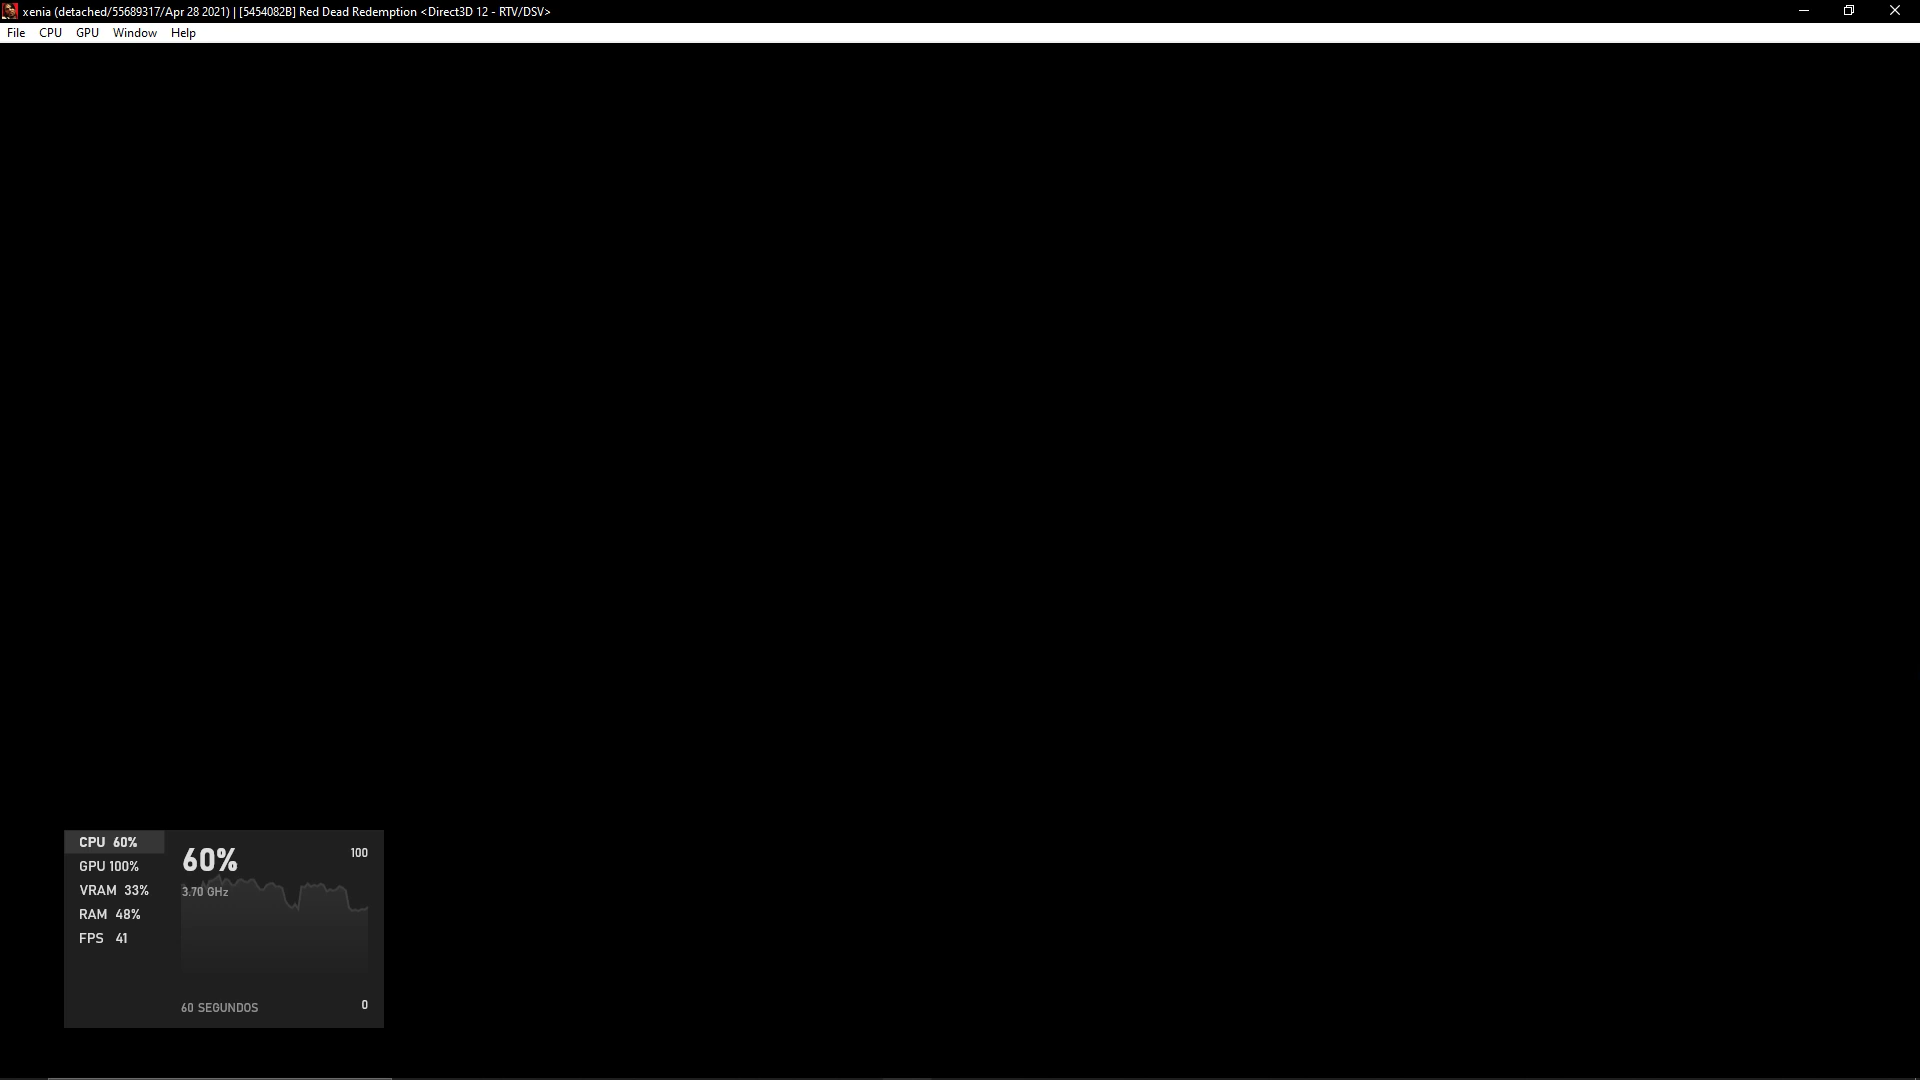 xenia (detached/55689317/Apr 28 2021) | [5454082B] Red Dead Redemption <Direct3D 12 - RTV/DSV>
File CPU GPU Window Help
CPU 60%
GPU 100%
VRAM 33%
RAM 48%
FPS 41
60%
100
3.70 GHz
60 SEGUNDOS
0